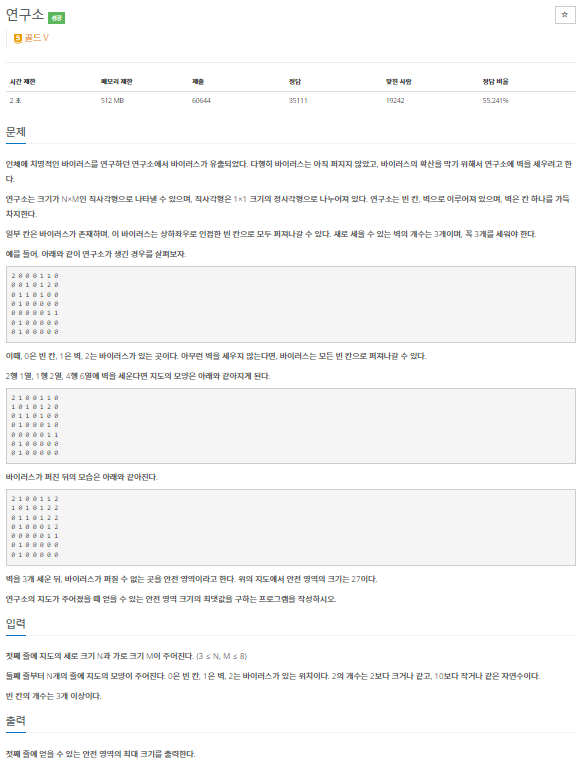 연구소 성공
☆
5 골드 V
시간 제한 메모리 제한 제출 정답 맞힌 사람 정답 비율
2 초 512 MB 60644 35111 19242 55.241%
문제
인체에 치명적인 바이러스를 연구하던 연구소에서 바이러스가 유출되었다. 다행히 바이러스는 아직 퍼지지 않았고, 바이러스의 확산을 막기 위해서 연구소에 벽을 세우려고 한
다.
연구소는 크기가 N×M인 직사각형으로 나타낼 수 있으며, 직사각형은 1×1 크기의 정사각형으로 나누어져 있다. 연구소는 빈 칸, 벽으로 이루어져 있으며, 벽은 칸 하나를 가득
차지한다.
일부 칸은 바이러스가 존재하며, 이 바이러스는 상하좌우로 인접한 빈 칸으로 모두 퍼져나갈 수 있다. 새로 세울 수 있는 벽의 개수는 3개이며, 꼭 3개를 세워야 한다.
예를 들어, 아래와 같이 연구소가 생긴 경우를 살펴보자.
2 0 0 0 1 1 0
0 0 1 0 1 2 0
0 1 1 0 1 0 0
0 1 0 0 0 0 0
0 0 0 0 0 1 1
0 1 0 0 0 0 0
0 1 0 0 0 0 0
이때, 0은 빈 칸, 1은 벽, 2는 바이러스가 있는 곳이다. 아무런 벽을 세우지 않는다면, 바이러스는 모든 빈 칸으로 퍼져나갈 수 있다.
2행 1열, 1행 2열, 4행 6열에 벽을 세운다면 지도의 모양은 아래와 같아지게 된다.
2 1 0 0 1 1 0
1 0 1 0 1 2 0
0 1 1 0 1 0 0
0 1 0 0 0 1 0
0 0 0 0 0 1 1
0 1 0 0 0 0 0
0 1 0 0 0 0 0
바이러스가 퍼진 뒤의 모습은 아래와 같아진다.
2 1 0 0 1 1 2
1 0 1 0 1 2 2
0 1 1 0 1 2 2
0 1 0 0 0 1 2
0 0 0 0 0 1 1
0 1 0 0 0 0 0
0 1 0 0 0 0 0
벽을 3개 세운 뒤, 바이러스가 퍼질 수 없는 곳을 안전 영역이라고 한다. 위의 지도에서 안전 영역의 크기는 27이다.
연구소의 지도가 주어졌을 때 얻을 수 있는 안전 영역 크기의 최댓값을 구하는 프로그램을 작성하시오.
입력
첫째 줄에 지도의 세로 크기 N과 가로 크기 M이 주어진다. (3 ≤ N, M ≤ 8)
둘째 줄부터 N개의 줄에 지도의 모양이 주어진다. 0은 빈 칸, 1은 벽, 2는 바이러스가 있는 위치이다. 2의 개수는 2보다 크거나 같고, 10보다 작거나 같은 자연수이다.
빈 칸의 개수는 3개 이상이다.
출력
첫째 줄에 얻을 수 있는 안전 영역의 최대 크기를 출력한다.